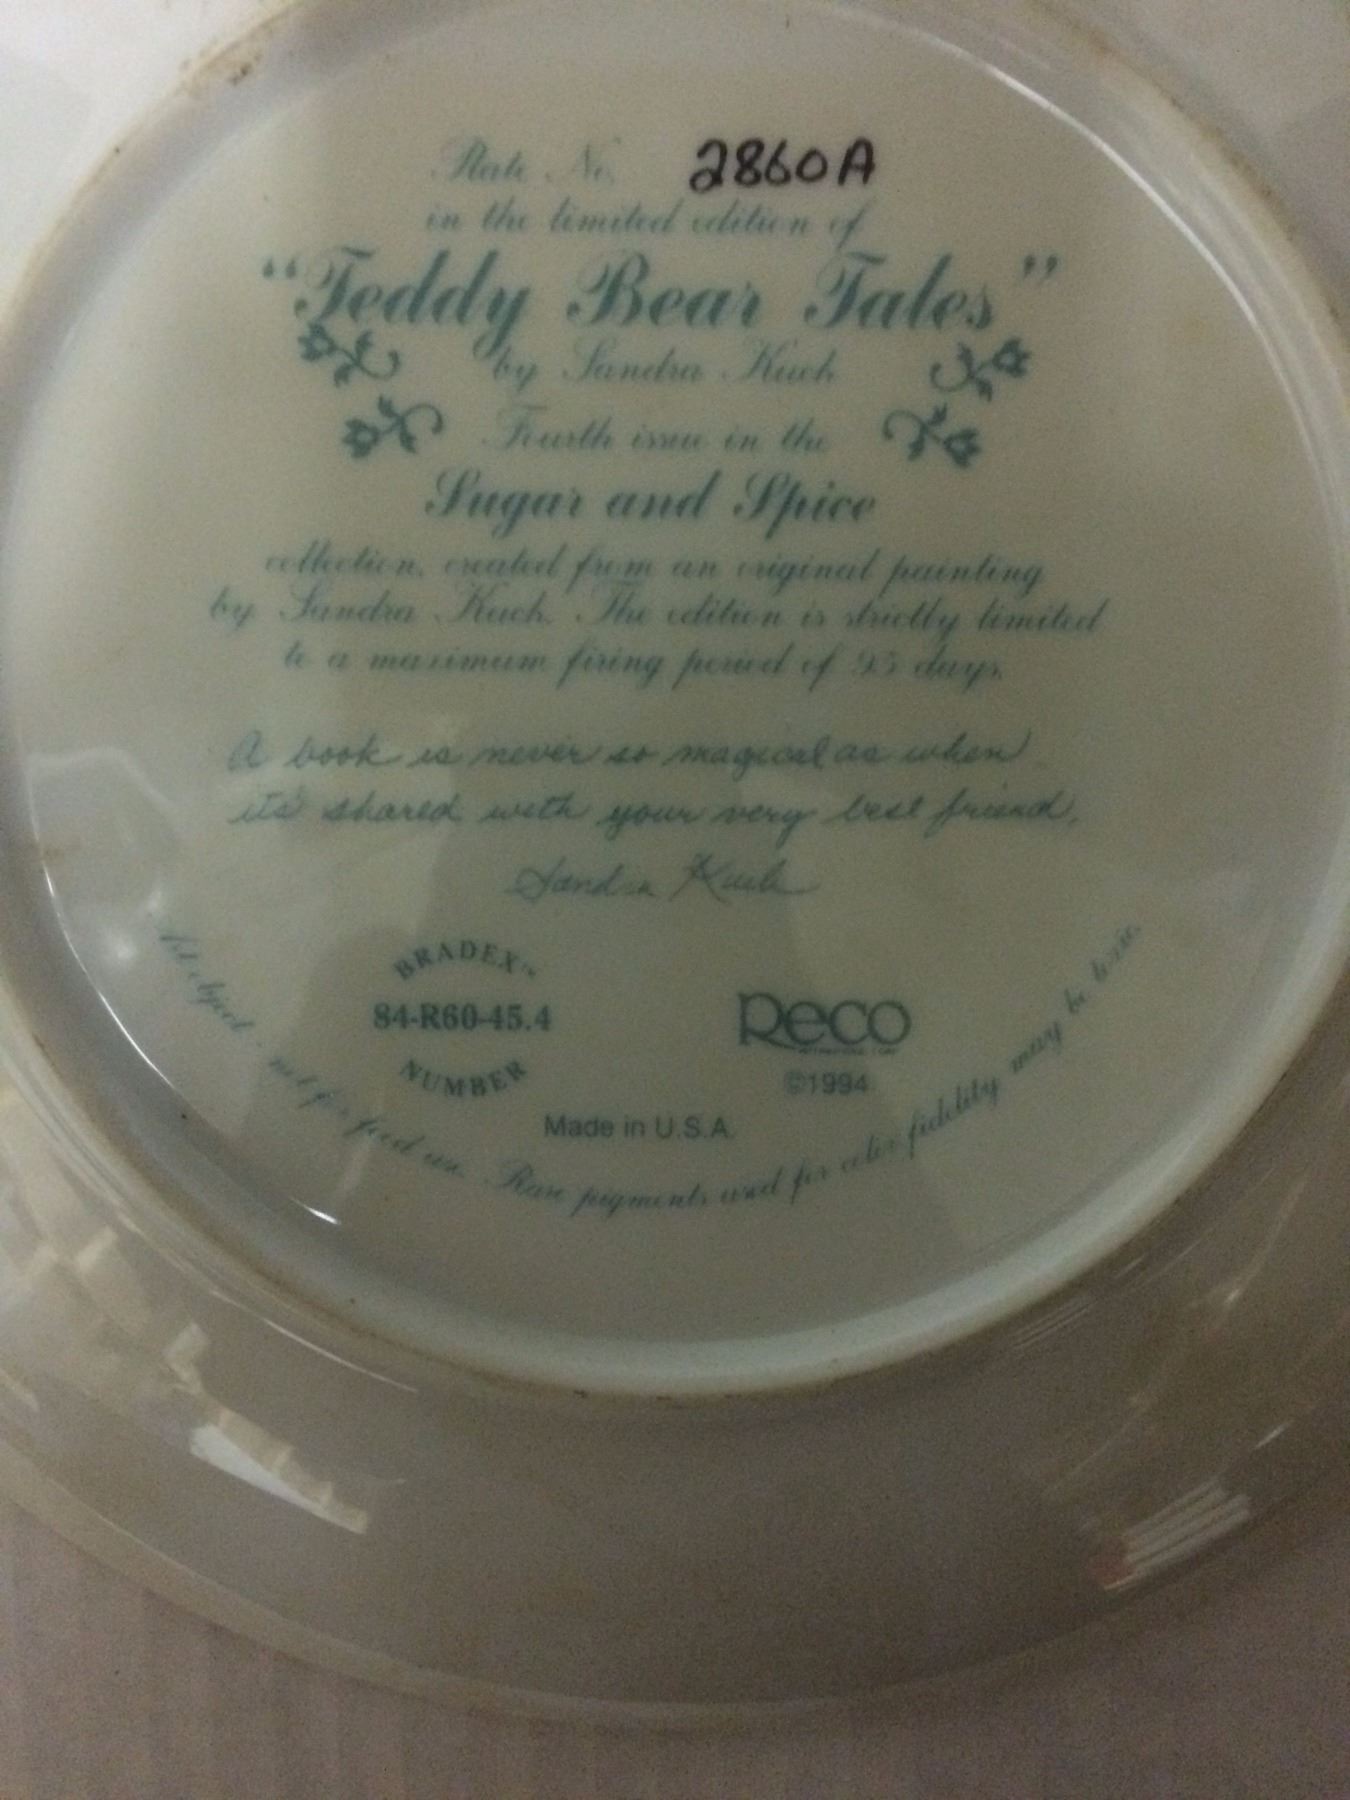 Plate No. 2860A
in the limited edition of
"Teddy Bear Tales"
by Sandra Kuck
Fourth issue in the
Sugar and Spice
collection, created from an original painting
by Sandra Kuck. The edition is strictly limited
to a maximum firing period of 95 days.
A book is never so magical as when
it's shared with your very best friend.
Sandra Kuck
BRADEX™
84-R60-45.4
NUMBER
Reco
©1994
Made in U.S.A.
Art object - not for food use. Rare pigments used for color fidelity may be toxic.